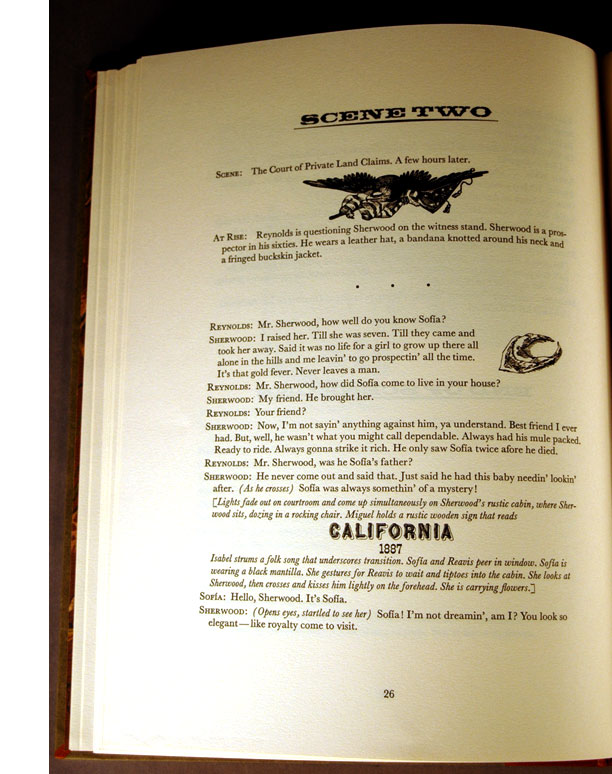 SCENE TWO
SCENE: The Court of Private Land Claims. A few hours later.
AT RISE: Reynolds is questioning Sherwood on the witness stand. Sherwood is a pros-
pector in his sixties. He wears a leather hat, a bandana knotted around his neck and
a fringed buckskin jacket.
REYNOLDS: Mr. Sherwood, how well do you know Sofía?
SHERWOOD: I raised her. Till she was seven. Till they came and
took her away. Said it was no life for a girl to grow up there all
alone in the hills and me leavin' to go prospectin' all the time.
It's that gold fever. Never leaves a man.
REYNOLDS: Mr. Sherwood, how did Sofía come to live in your house?
SHERWOOD: My friend. He brought her.
REYNOLDS: Your friend?
SHERWOOD: Now, I'm not sayin' anything against him, ya understand. Best friend I ever
had. But, well, he wasn't what you might call dependable. Always had his mule packed.
Ready to ride. Always gonna strike it rich. He only saw Sofía twice afore he died.
REYNOLDS: Mr. Sherwood, was he Sofía's father?
SHERWOOD: He never come out and said that. Just said he had this baby needin' lookin'
after. (As he crosses) Sofía was always somethin' of a mystery!
[Lights fade out on courtroom and come up simultaneously on Sherwood's rustic cabin, where Sher-
wood sits, dozing in a rocking chair. Miguel holds a rustic wooden sign that reads
CALIFORNIA
1887
Isabel strums a folk song that underscores transition. Sofía and Reavis peer in window. Sofía is
wearing a black mantilla. She gestures for Reavis to wait and tiptoes into the cabin. She looks at
Sherwood, then crosses and kisses him lightly on the forehead. She is carrying flowers.]
SOFÍA: Hello, Sherwood. It's Sofía.
SHERWOOD: (Opens eyes, startled to see her) Sofía! I'm not dreamin', am I? You look so
elegant—like royalty come to visit.
26